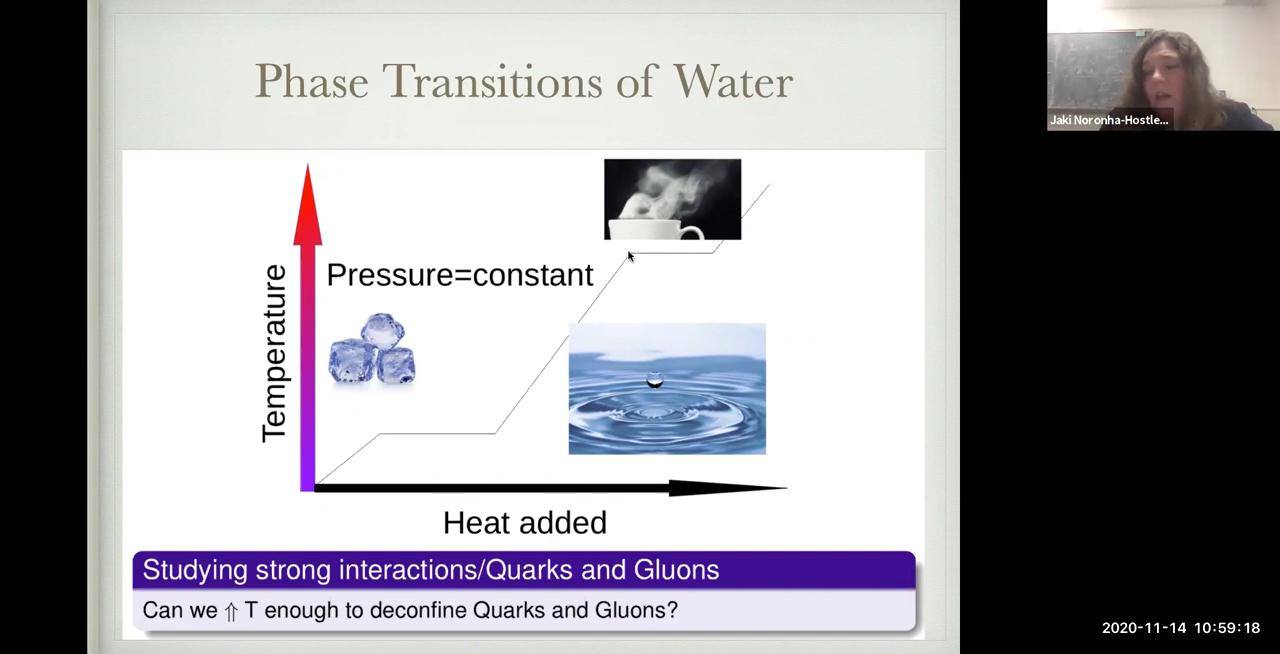 Phase Transitions of Water
Jaki Noronha-Hostle...
Pressure=constant
Temperature
Heat added
Studying strong interactions/Quarks and Gluons
Can we ⇑ T enough to deconfine Quarks and Gluons?
2020-11-14 10:59:18